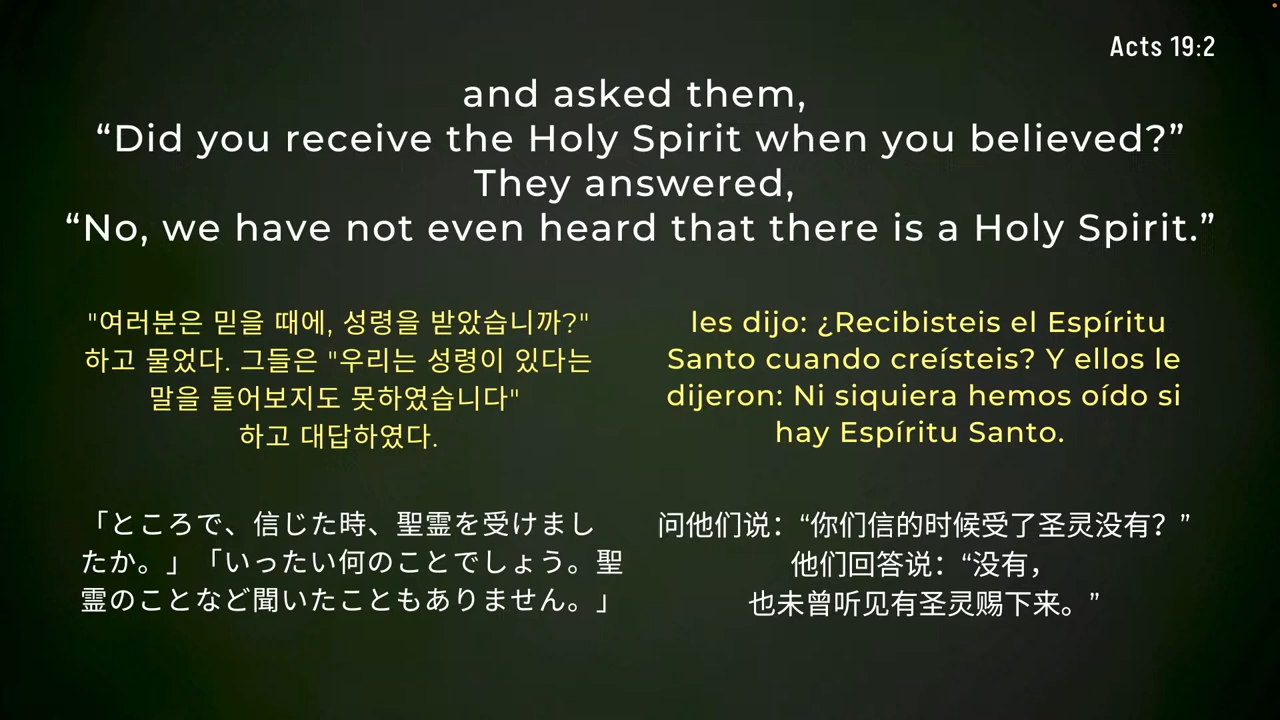 Acts 19:2
and asked them,
“Did you receive the Holy Spirit when you believed?”
They answered,
“No, we have not even heard that there is a Holy Spirit.”
"여러분은 믿을 때에, 성령을 받았습니까?"
하고 물었다. 그들은 "우리는 성령이 있다는
말을 들어보지도 못하였습니다"
하고 대답하였다.
les dijo: ¿Recibisteis el Espíritu
Santo cuando creísteis? Y ellos le
dijeron: Ni siquiera hemos oído si
hay Espíritu Santo.
「ところで、信じた時、聖霊を受けまし
たか。」「いったい何のことでしょう。聖
霊のことなど聞いたこともありません。」
问他们说：“你们信的时候受了圣灵没有？”
他们回答说：“没有，
也未曾听见有圣灵赐下来。”